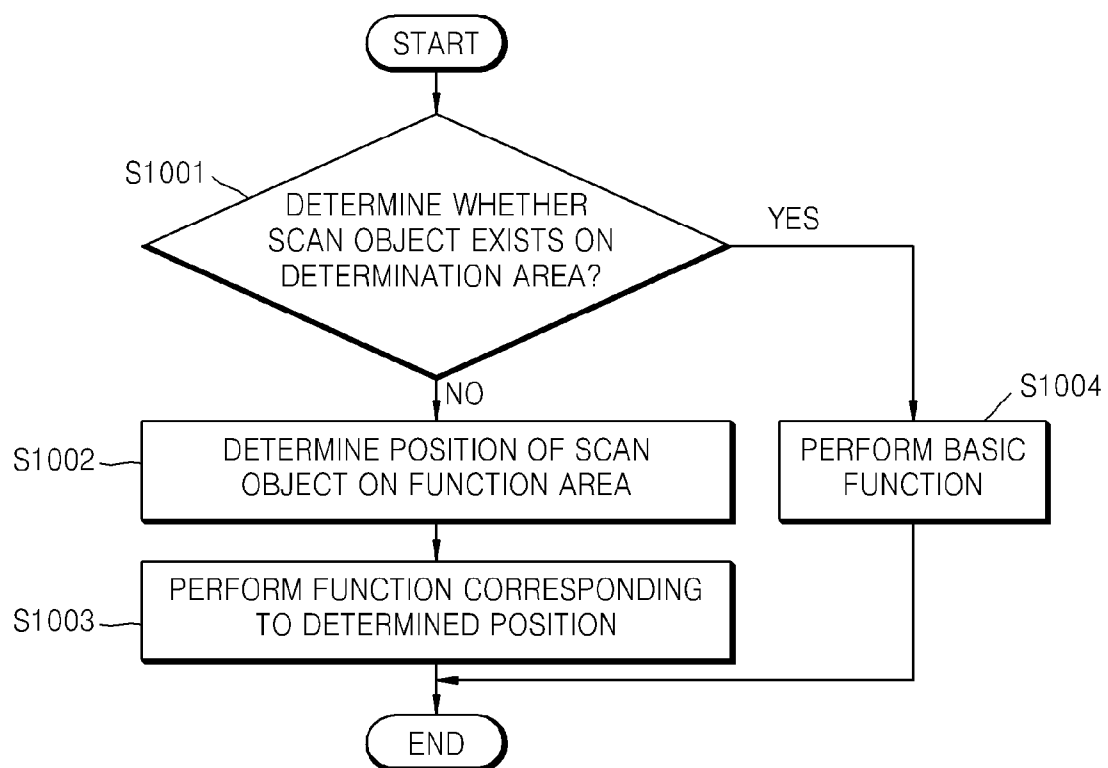 START
S1001
DETERMINE WHETHER
SCAN OBJECT EXISTS ON
DETERMINATION AREA?
YES
NO
S1004
S1002
DETERMINE POSITION OF SCAN
OBJECT ON FUNCTION AREA
PERFORM BASIC
FUNCTION
S1003
PERFORM FUNCTION CORRESPONDING
TO DETERMINED POSITION
END